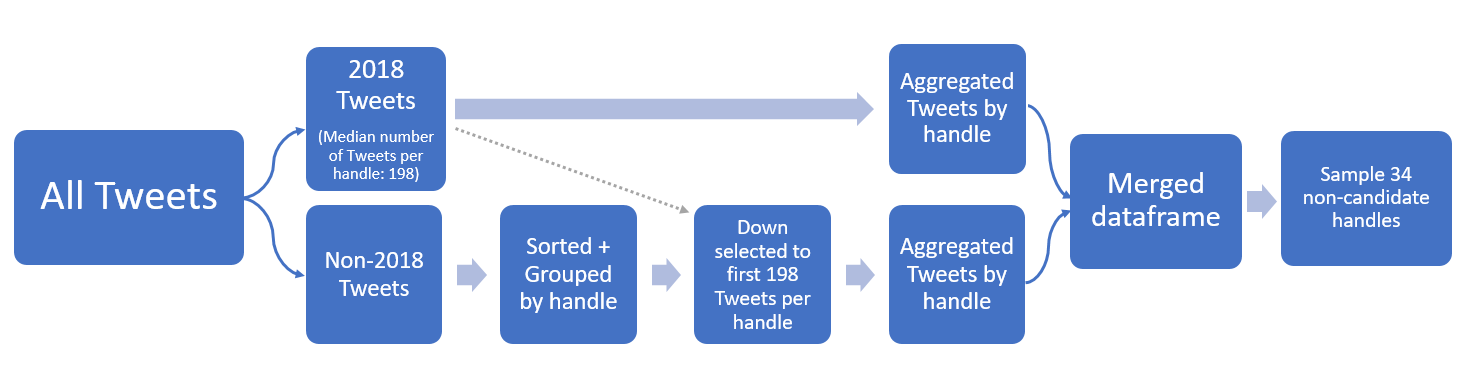 All Tweets
2018
Tweets
(Median number
of Tweets per
handle: 198)
Non-2018
Tweets
Sorted +
Grouped
by handle
Down
selected to
first 198
Tweets per
handle
Aggregated
Tweets by
handle
Aggregated
Tweets by
handle
Merged
dataframe
Sample 34
non-candidate
handles